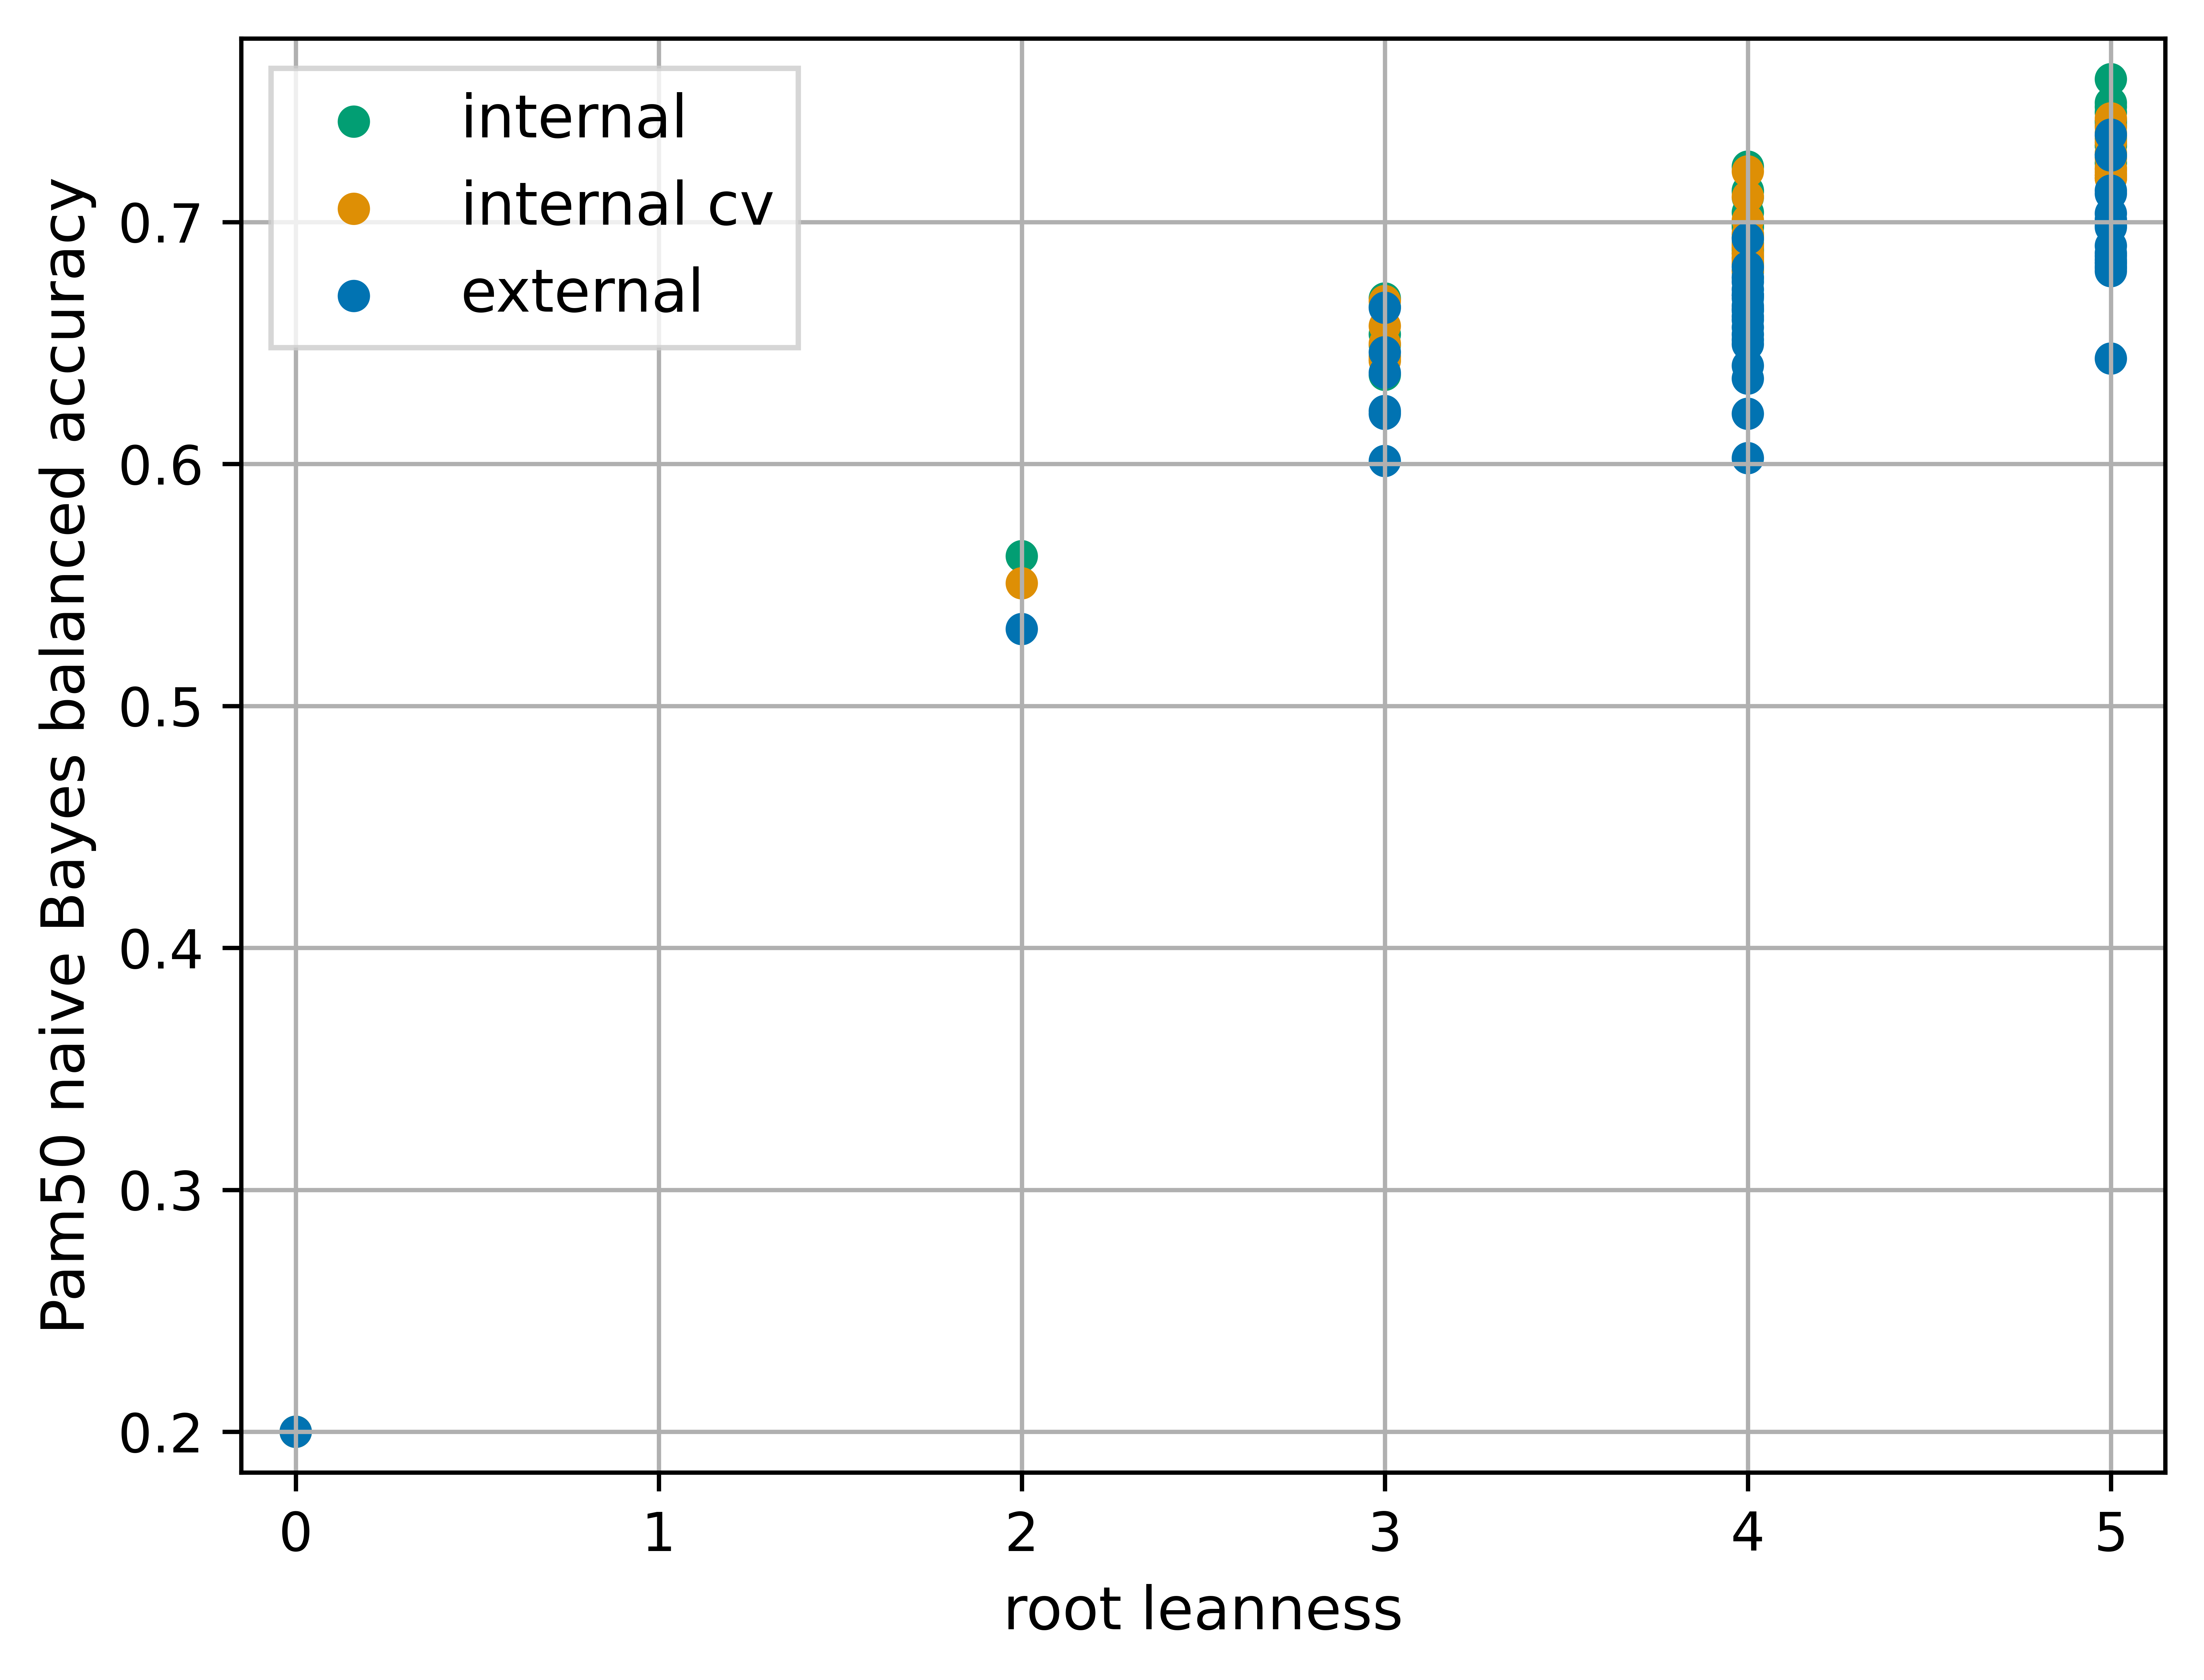 internal
internal cv
external
Pam50 naive Bayes balanced accuracy
0.7
0.6
0.5
0.4
0.3
0.2
0 1 2 3 4 5
root leanness